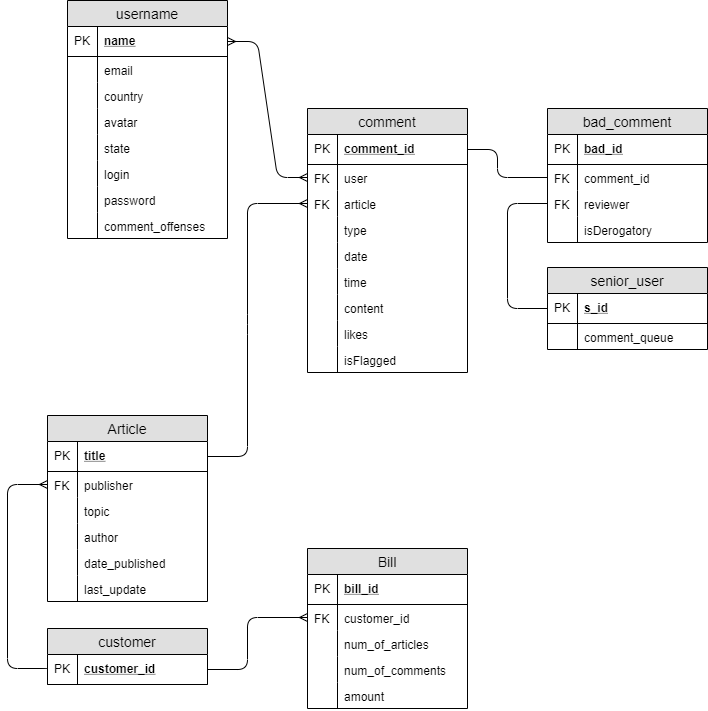 username
PK name
email
country
avatar
state
login
password
comment_offenses
comment
PK comment_id
FK user
FK article
type
date
time
content
likes
isFlagged
bad_comment
PK bad_id
FK comment_id
FK reviewer
isDerogatory
senior_user
PK s_id
comment_queue
Article
PK title
FK publisher
topic
author
date_published
last_update
customer
PK customer_id
Bill
PK bill_id
FK customer_id
num_of_articles
num_of_comments
amount